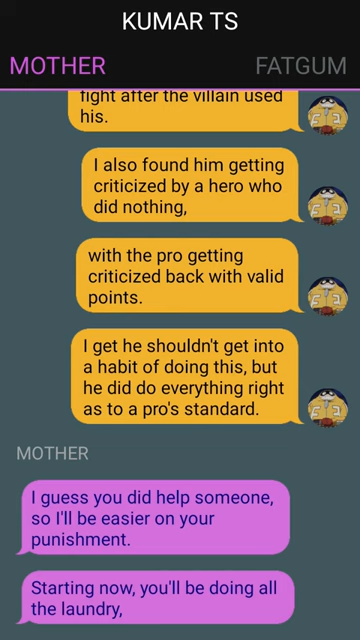 KUMAR TS
MOTHER FATGUM
fight after the villain used
his.
I also found him getting
criticized by a hero who
did nothing,
with the pro getting
criticized back with valid
points.
I get he shouldn't get into
a habit of doing this, but
he did do everything right
as to a pro's standard.
MOTHER
I guess you did help someone,
so I'll be easier on your
punishment.
Starting now, you'll be doing all
the laundry,